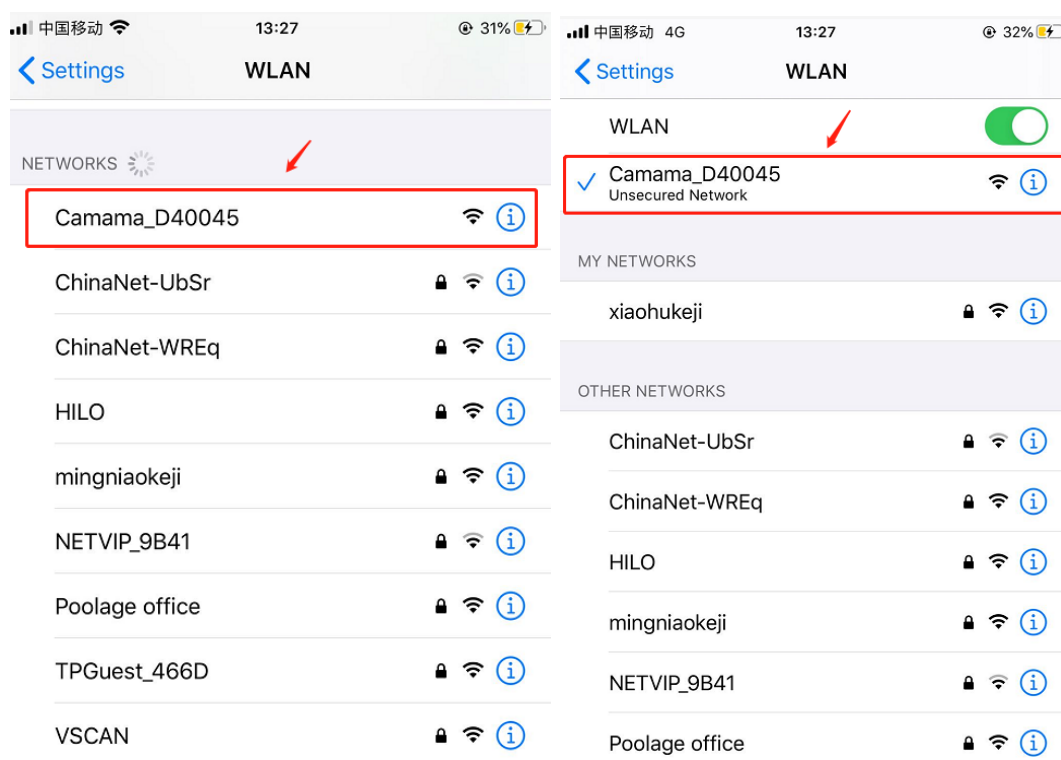 中国移动 13:27 31%
Settings WLAN
NETWORKS
Camama_D40045
ChinaNet-UbSr
ChinaNet-WREq
HILO
mingniaokeji
NETVIP_9B41
Poolage office
TPGuest_466D
VSCAN
中国移动 4G 13:27 32%
Settings WLAN
WLAN
Camama_D40045
Unsecured Network
MY NETWORKS
xiaohukeji
OTHER NETWORKS
ChinaNet-UbSr
ChinaNet-WREq
HILO
mingniaokeji
NETVIP_9B41
Poolage office